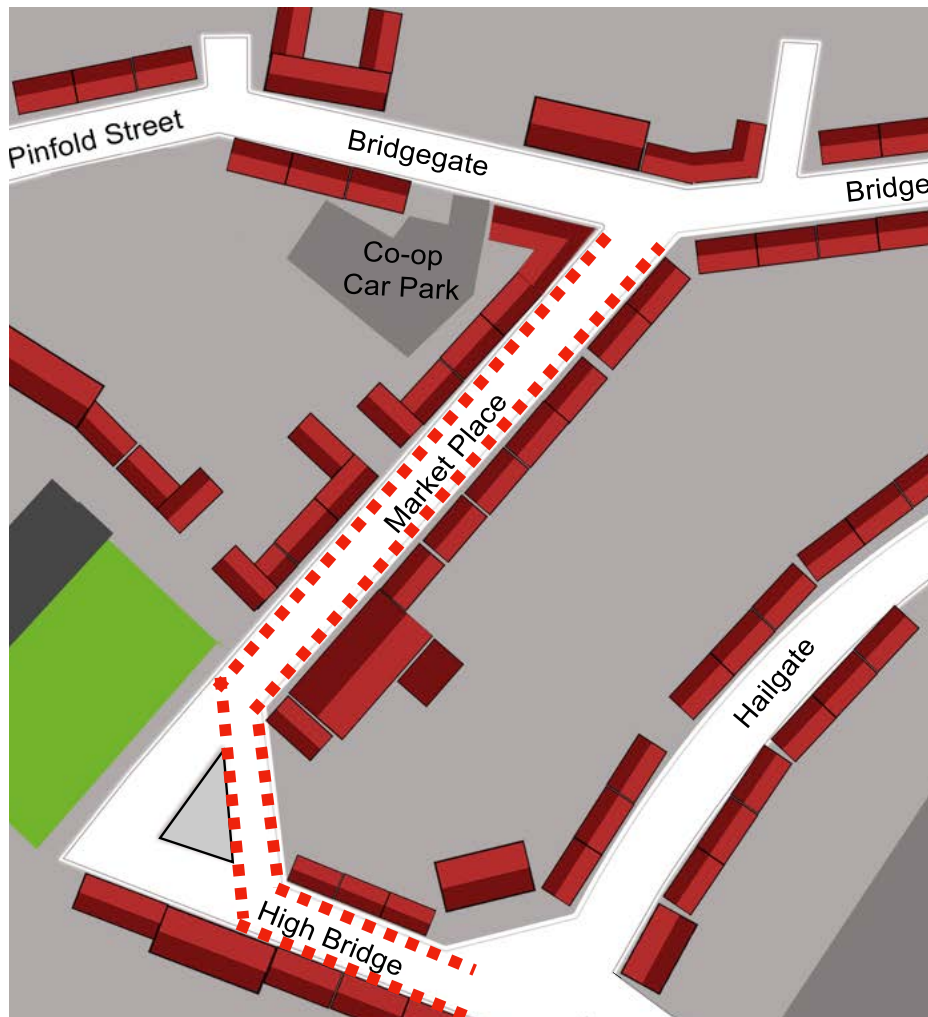 Pinfold Street
Bridgegate
Bridge
Co-op
Car Park
Market Place
Hailgate
High Bridge